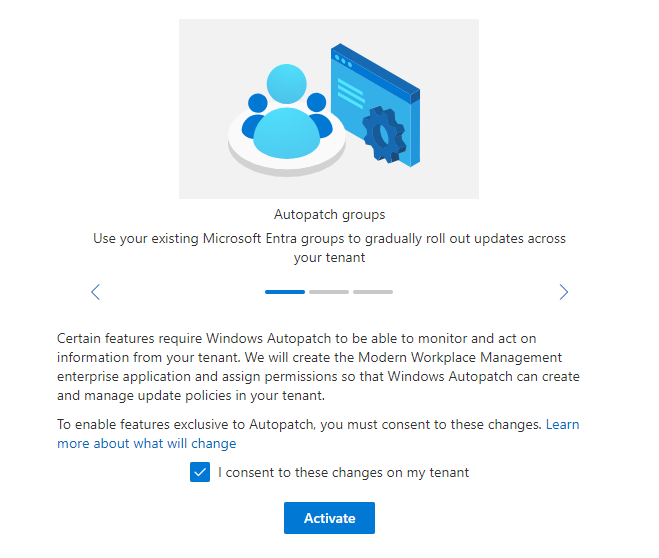 Autopatch groups
Use your existing Microsoft Entra groups to gradually roll out updates across
your tenant
Certain features require Windows Autopatch to be able to monitor and act on
information from your tenant. We will create the Modern Workplace Management
enterprise application and assign permissions so that Windows Autopatch can create
and manage update policies in your tenant.
To enable features exclusive to Autopatch, you must consent to these changes. Learn
more about what will change
I consent to these changes on my tenant
Activate